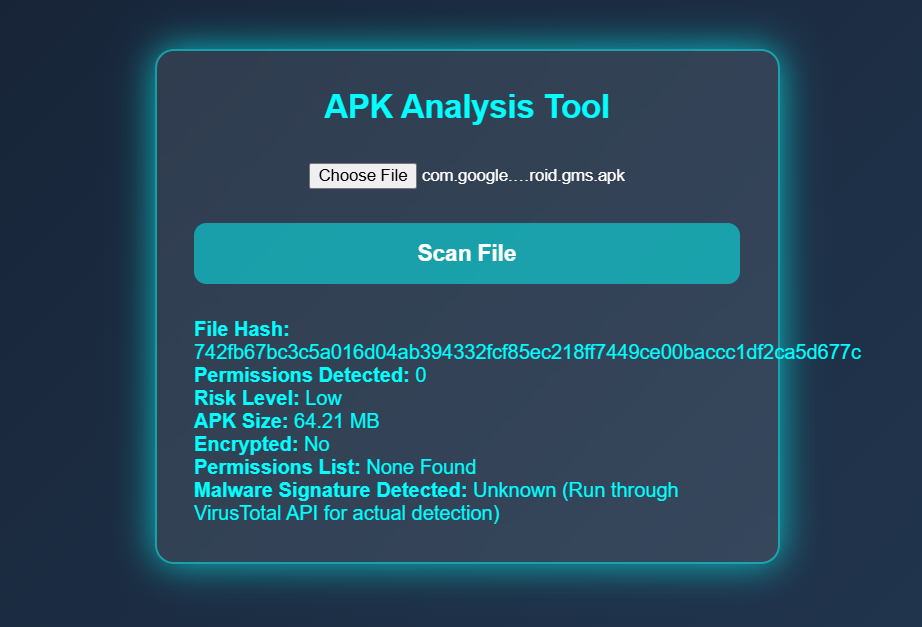 APK Analysis Tool
Choose File com.google.…roid.gms.apk
Scan File
File Hash:
742fb67bc3c5a016d04ab394332fcf85ec218ff7449ce00baccc1df2ca5d677c
Permissions Detected: 0
Risk Level: Low
APK Size: 64.21 MB
Encrypted: No
Permissions List: None Found
Malware Signature Detected: Unknown (Run through
VirusTotal API for actual detection)